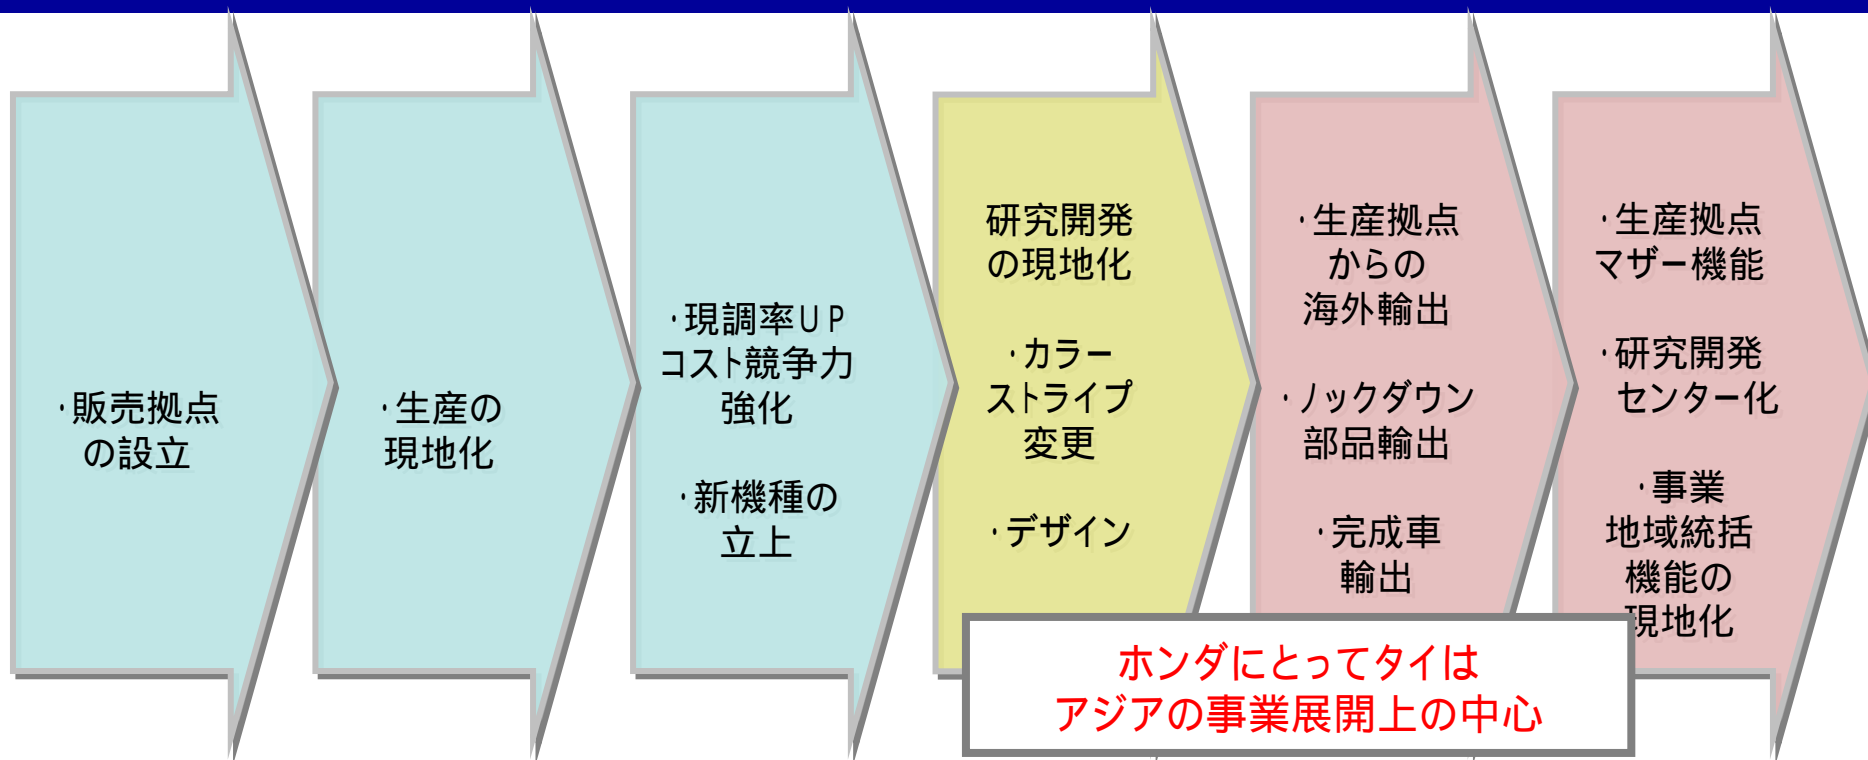 ・販売拠点
の設立
・生産の
現地化
・現調率UP
コスト競争力
強化
・新機種の
立上
研究開発
の現地化
・カラー
ストライプ
変更
・デザイン
・生産拠点
からの
海外輸出
・ノックダウン
部品輸出
・完成車
輸出
・生産拠点
マザー機能
・研究開発
センター化
・事業
地域統括
機能の
現地化
ホンダにとってタイは
アジアの事業展開上の中心